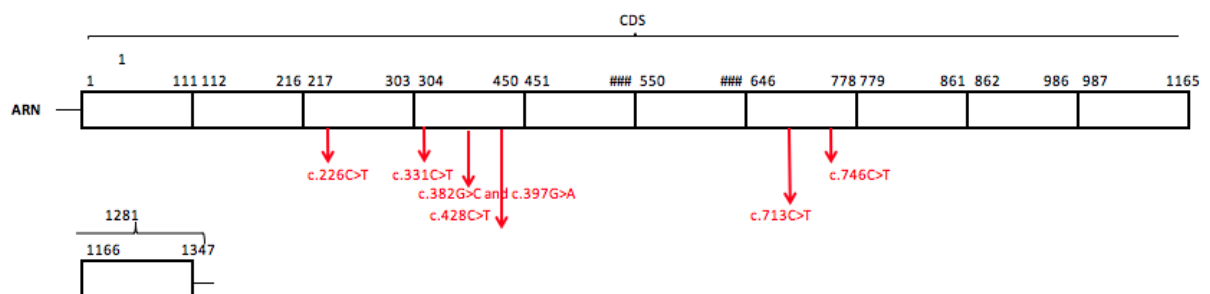 CDS
1
1 111 112 216 217 303 304 450 451 ### 550 ### 646 778 779 861 862 986 987 1165
ARN
c.226C>T c.331C>T c.746C>T
c.382G>C and c.397G>A
c.428C>T c.713C>T
1281
1166 1347